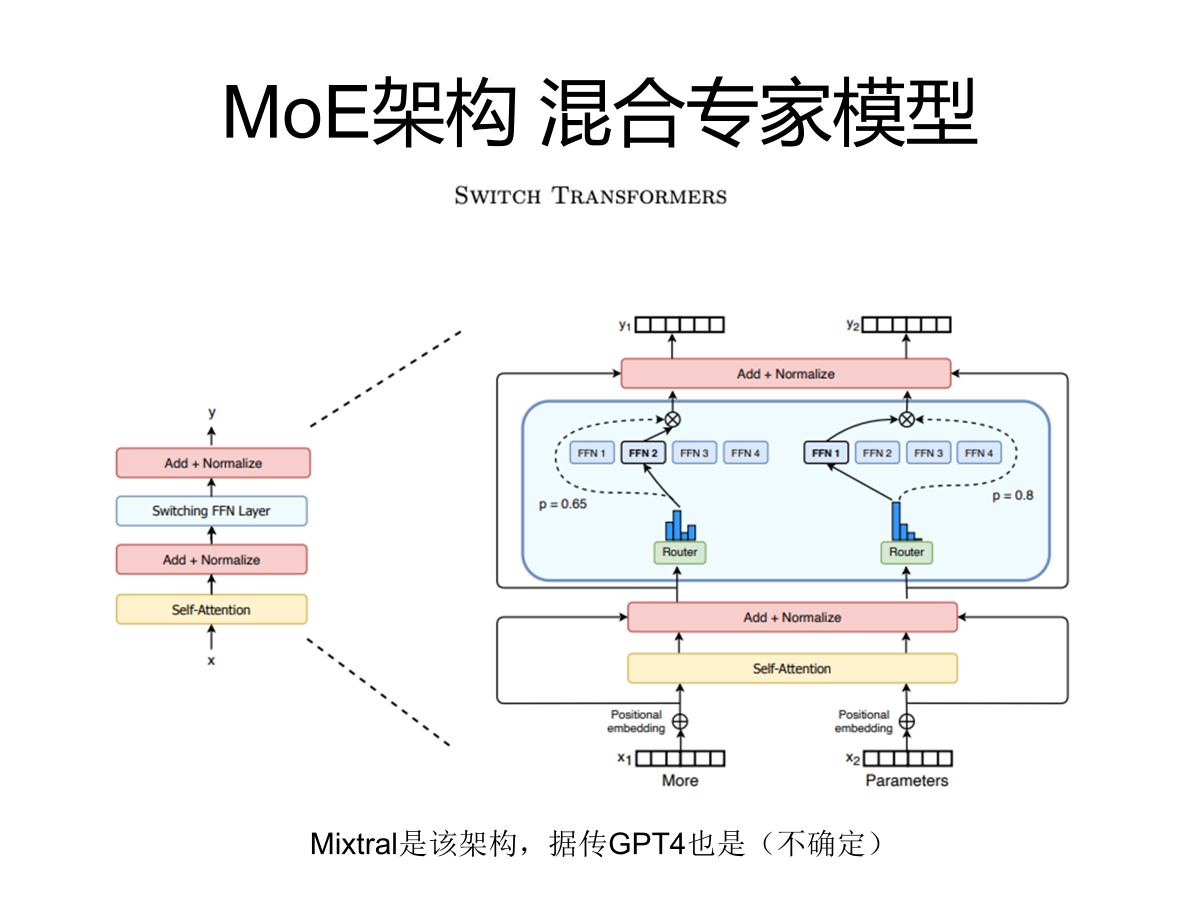 MoE架构 混合专家模型
SWITCH TRANSFORMERS
y
Add + Normalize
Switching FFN Layer
Add + Normalize
Self-Attention
x
y1
y2
Add + Normalize
FFN 1 FFN 2 FFN 3 FFN 4
FFN 1 FFN 2 FFN 3 FFN 4
p = 0.65
p = 0.8
Router
Router
Add + Normalize
Self-Attention
Positional
embedding
Positional
embedding
x1
x2
More
Parameters
Mixtral是该架构，据传GPT4也是（不确定）